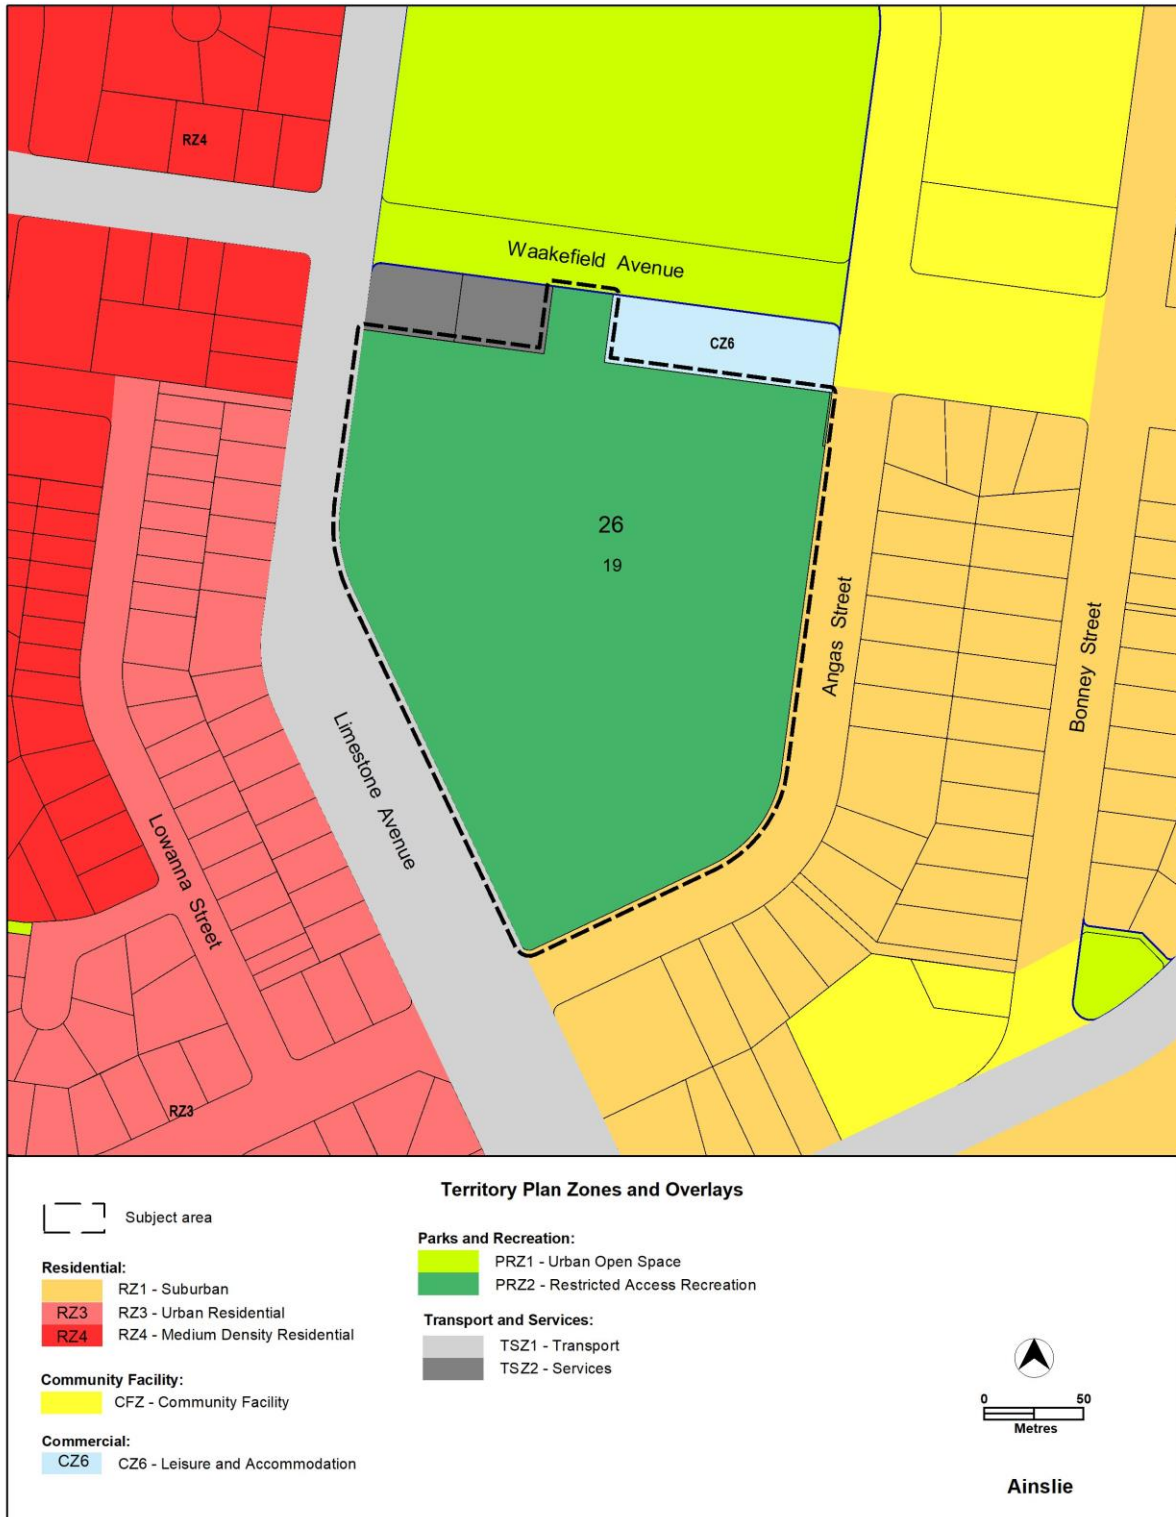 RZ4
Waakefield Avenue
CZ6
26
19
Angas Street
Bonney Street
Limestone Avenue
Lowanna Street
RZ3
Territory Plan Zones and Overlays
Subject area
Residential:
RZ1 - Suburban
RZ3 RZ3 - Urban Residential
RZ4 RZ4 - Medium Density Residential
Community Facility:
CFZ - Community Facility
Commercial:
CZ6 CZ6 - Leisure and Accommodation
Parks and Recreation:
PRZ1 - Urban Open Space
PRZ2 - Restricted Access Recreation
Transport and Services:
TSZ1 - Transport
TSZ2 - Services
0 50
Metres
Ainslie